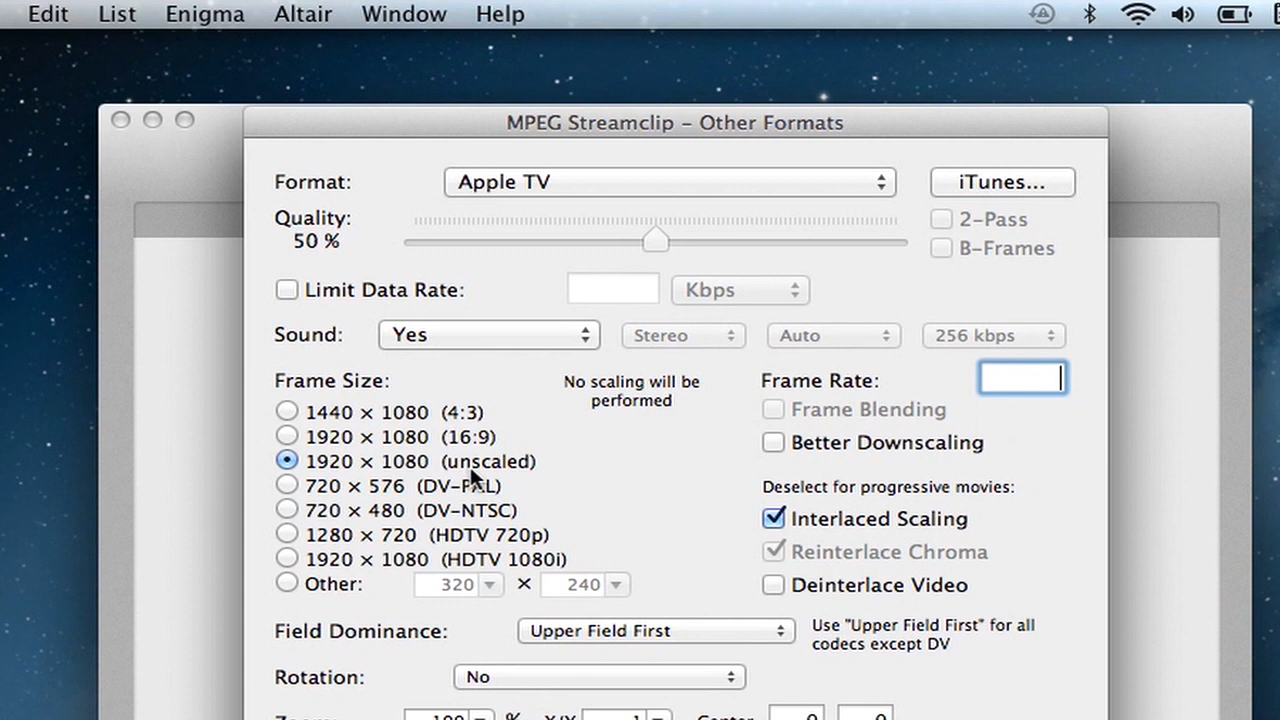 Edit List Enigma Altair Window Help
MPEG Streamclip - Other Formats
Format: Apple TV iTunes...
Quality: 2-Pass
50 % B-Frames
Limit Data Rate: Kbps
Sound: Yes Stereo Auto 256 kbps
Frame Size: No scaling will be performed Frame Rate:
1440 × 1080 (4:3) Frame Blending
1920 × 1080 (16:9) Better Downscaling
1920 × 1080 (unscaled)
720 × 576 (DV-PAL) Deselect for progressive movies:
720 × 480 (DV-NTSC) Interlaced Scaling
1280 × 720 (HDTV 720p) Reinterlace Chroma
1920 × 1080 (HDTV 1080i) Deinterlace Video
Other: 320 × 240
Field Dominance: Upper Field First Use "Upper Field First" for all
codecs except DV
Rotation: No